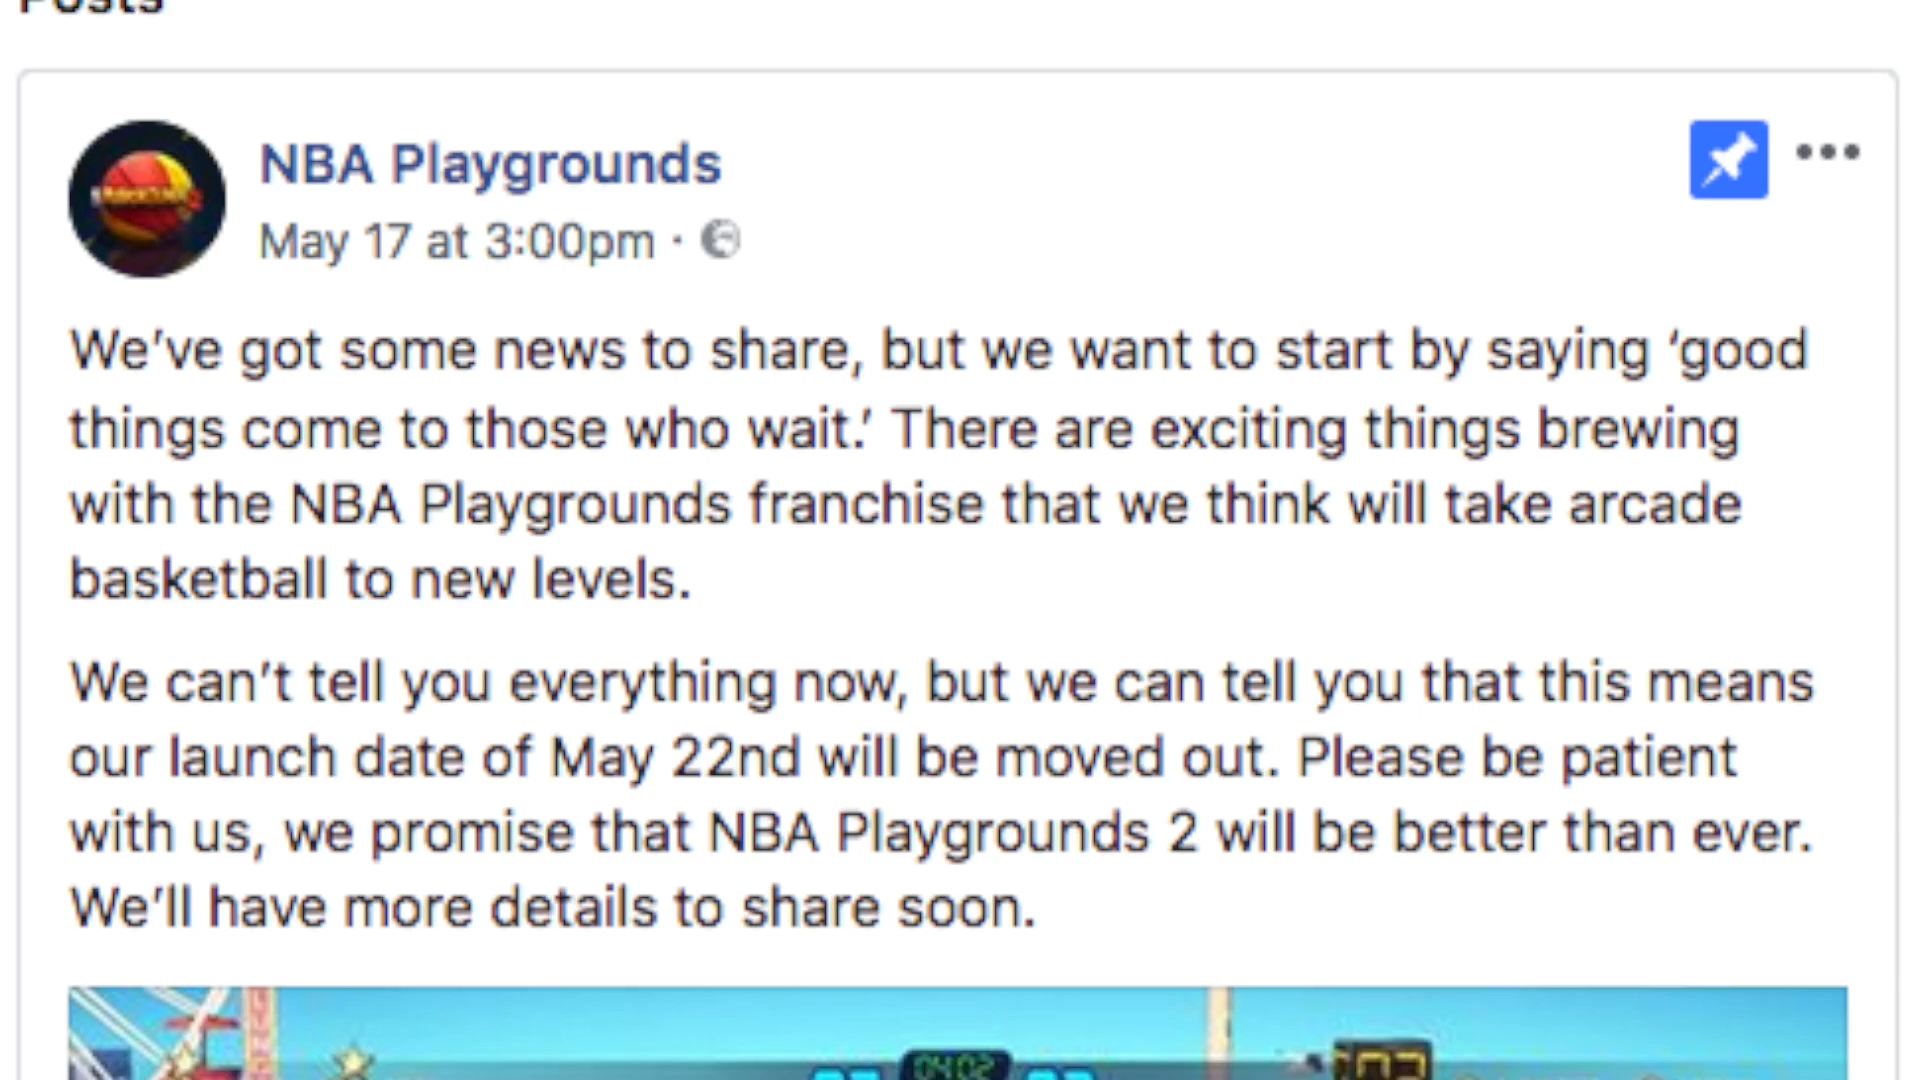 Posts
NBA Playgrounds
May 17 at 3:00pm ·
We’ve got some news to share, but we want to start by saying ‘good
things come to those who wait.’ There are exciting things brewing
with the NBA Playgrounds franchise that we think will take arcade
basketball to new levels.
We can’t tell you everything now, but we can tell you that this means
our launch date of May 22nd will be moved out. Please be patient
with us, we promise that NBA Playgrounds 2 will be better than ever.
We’ll have more details to share soon.
04:02